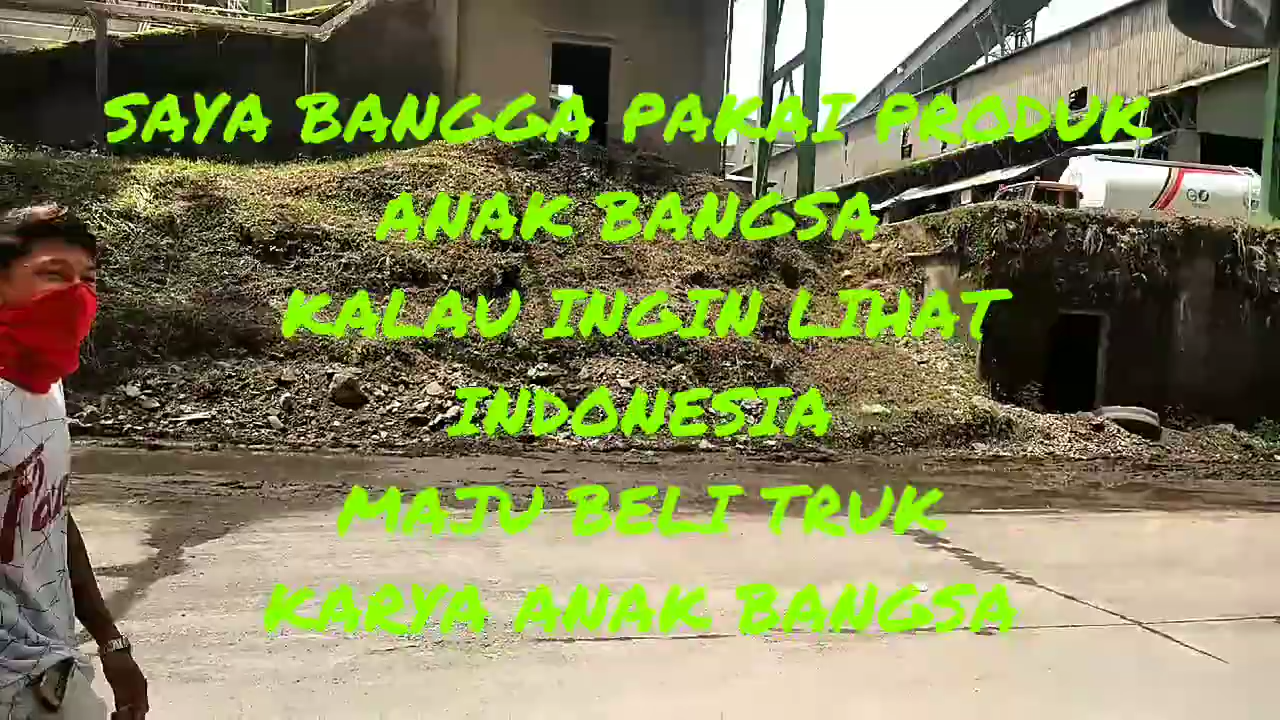 SAYA BANGGA PAKAI PRODUK
ANAK BANGSA
KALAU INGIN LIHAT
INDONESIA
MAJU BELI TRUK
KARYA ANAK BANGSA